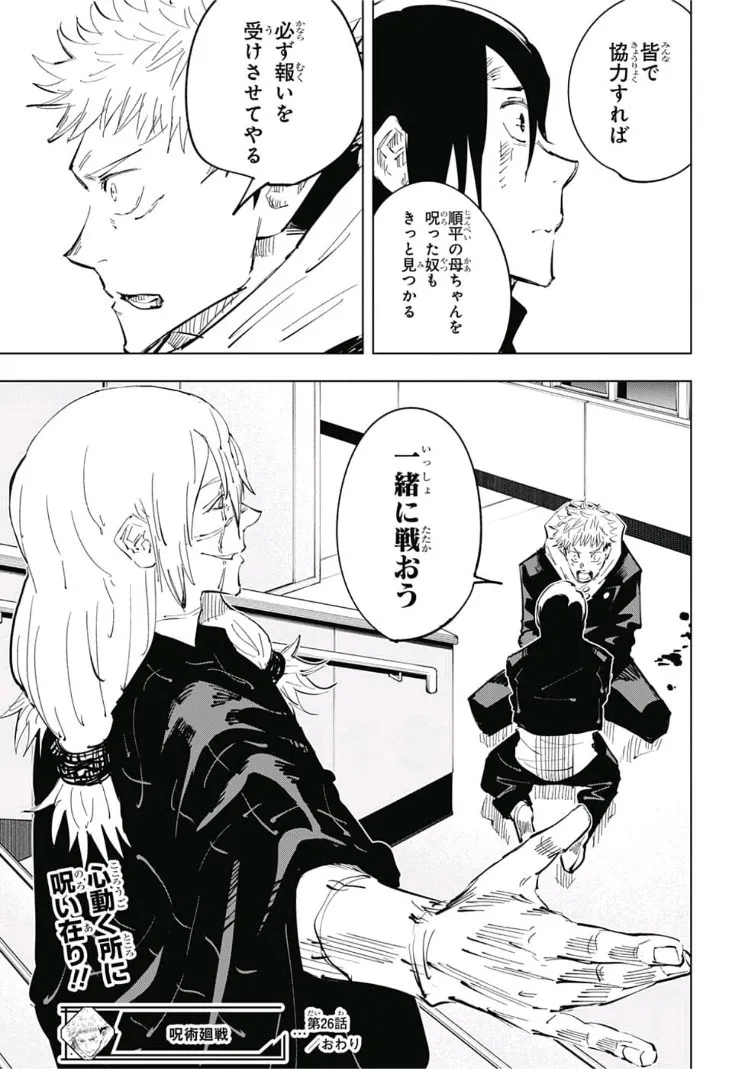 皆で
協力すれば
順平の母ちゃんを
呪った奴も
きっと見つかる
必ず報いを
受けさせてやる
一緒に戦おう
心動く所に
呪い在り!!
呪術廻戦
第26話
…／おわり